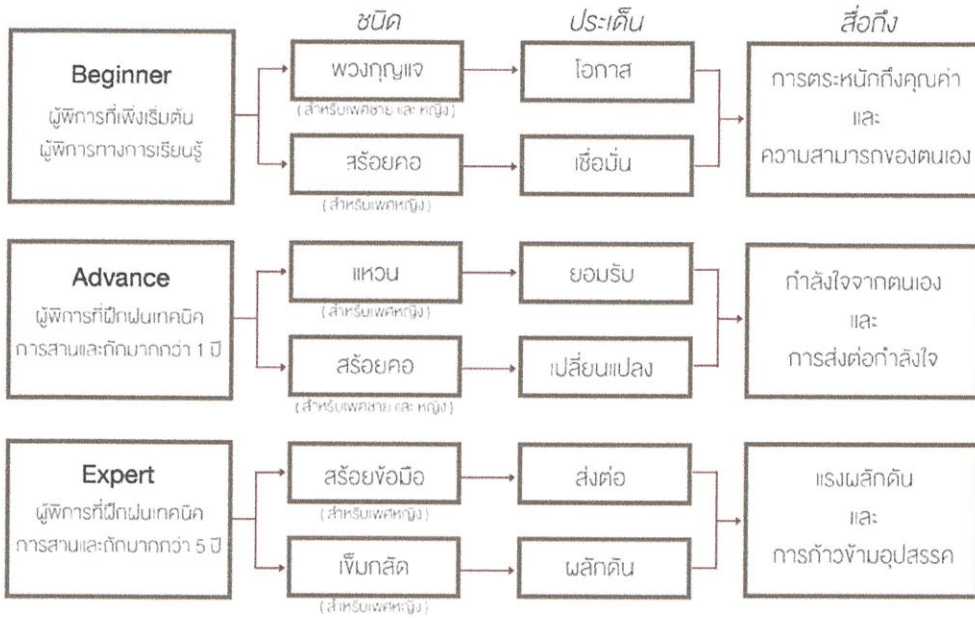 ชนิด
ประเด็น
สื่อถึง
Beginner
ผู้พิการที่เพิ่งเริ่มต้น
ผู้พิการทางการเรียนรู้
พวงกุญแจ
(สำหรับเพศชาย และ หญิง)
โอกาส
สร้อยคอ
(สำหรับเพศหญิง)
เชื่อมั่น
การตระหนักถึงคุณค่า
และ
ความสามารถของตนเอง
Advance
ผู้พิการที่ฝึกฝนเทคนิค
การสานและถักมากกว่า 1 ปี
แหวน
(สำหรับเพศหญิง)
ยอมรับ
สร้อยคอ
(สำหรับเพศชาย และ หญิง)
เปลี่ยนแปลง
กำลังใจจากตนเอง
และ
การส่งต่อกำลังใจ
Expert
ผู้พิการที่ฝึกฝนเทคนิค
การสานและถักมากกว่า 5 ปี
สร้อยข้อมือ
(สำหรับเพศหญิง)
ส่งต่อ
เข็มกลัด
(สำหรับเพศหญิง)
ผลักดัน
แรงผลักดัน
และ
การก้าวข้ามอุปสรรค